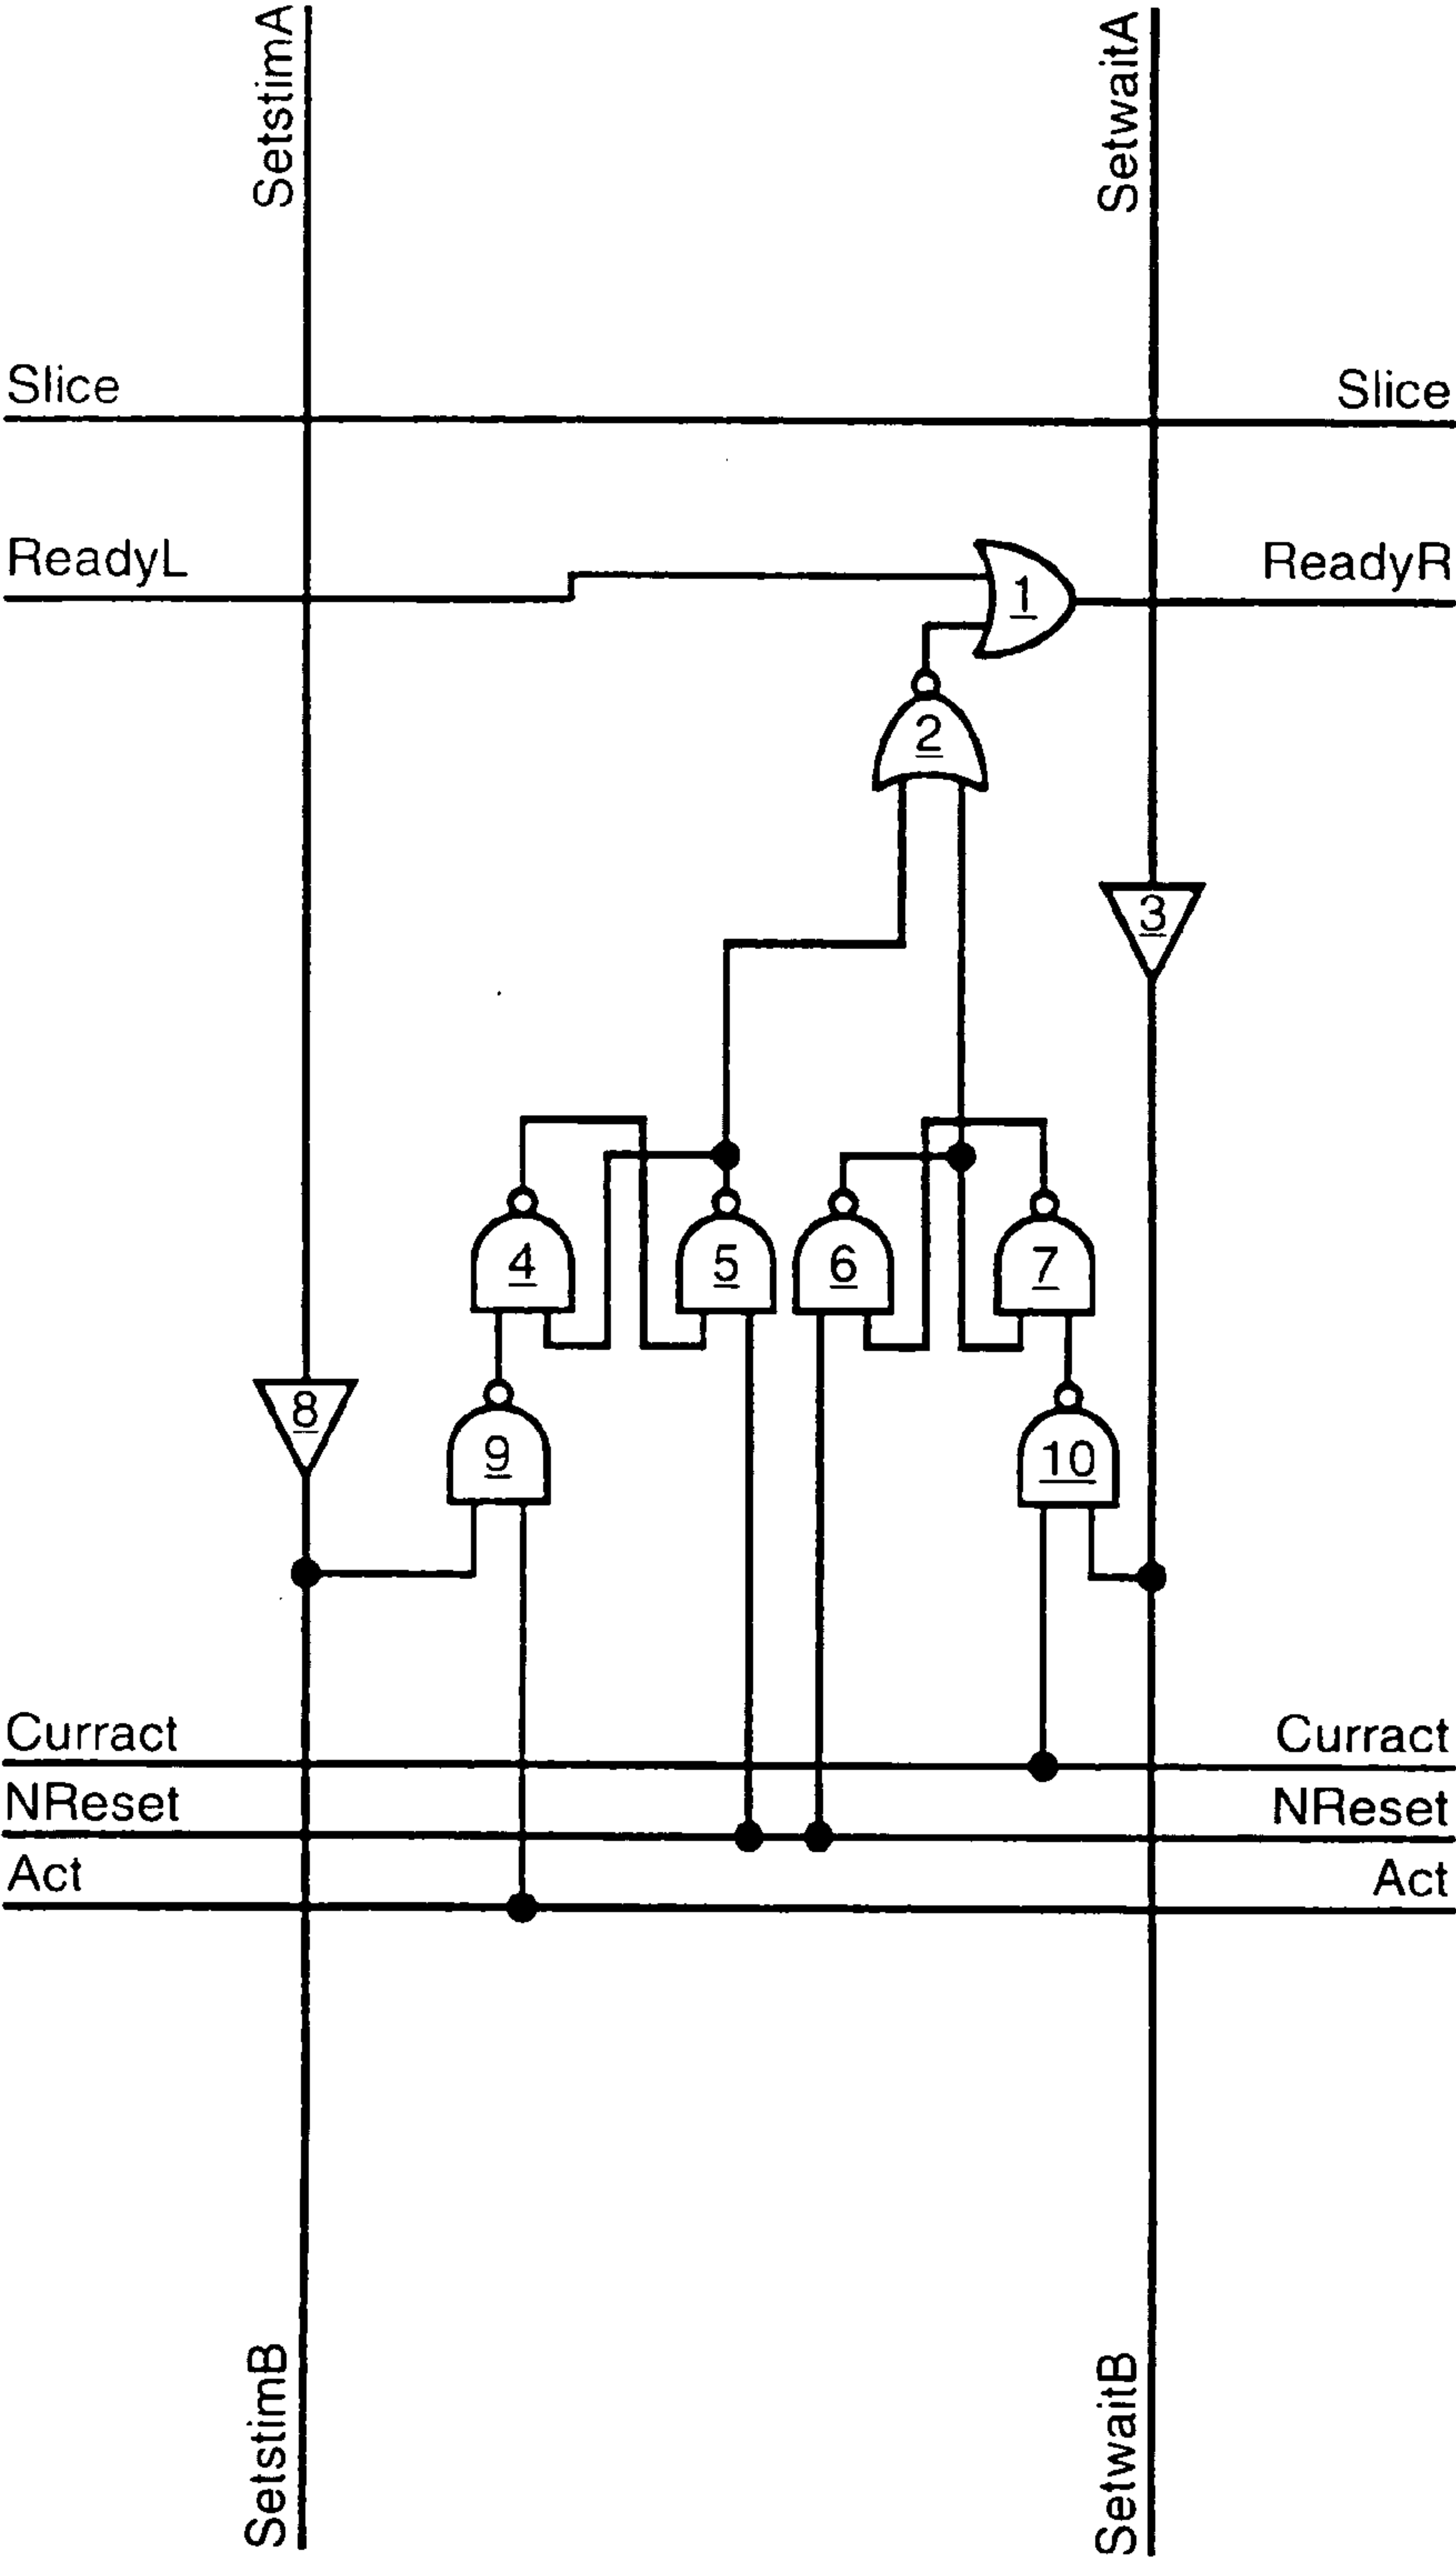 SetstimA
SetwaitA
Slice
Slice
ReadyL
ReadyR
1
2
3
4
5
6
7
8
9
10
Curract
Curract
NReset
NReset
Act
Act
SetstimB
SetwaitB